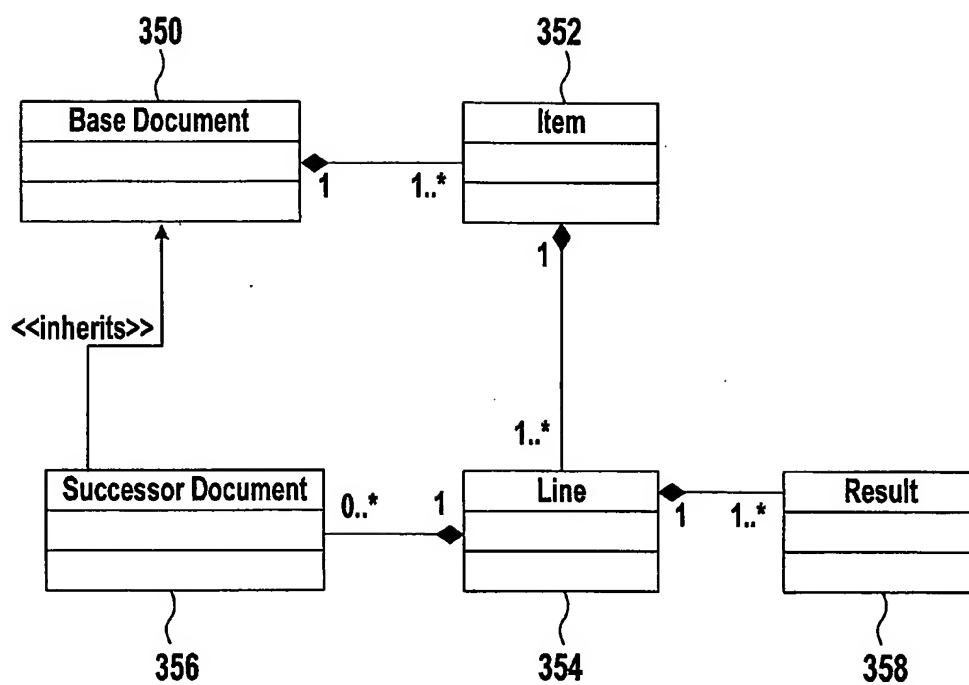 350
352
Base Document
Item
1
1..*
1
<<inherits>>
1..*
Successor Document
0..*
1
Line
1
1..*
Result
356
354
358